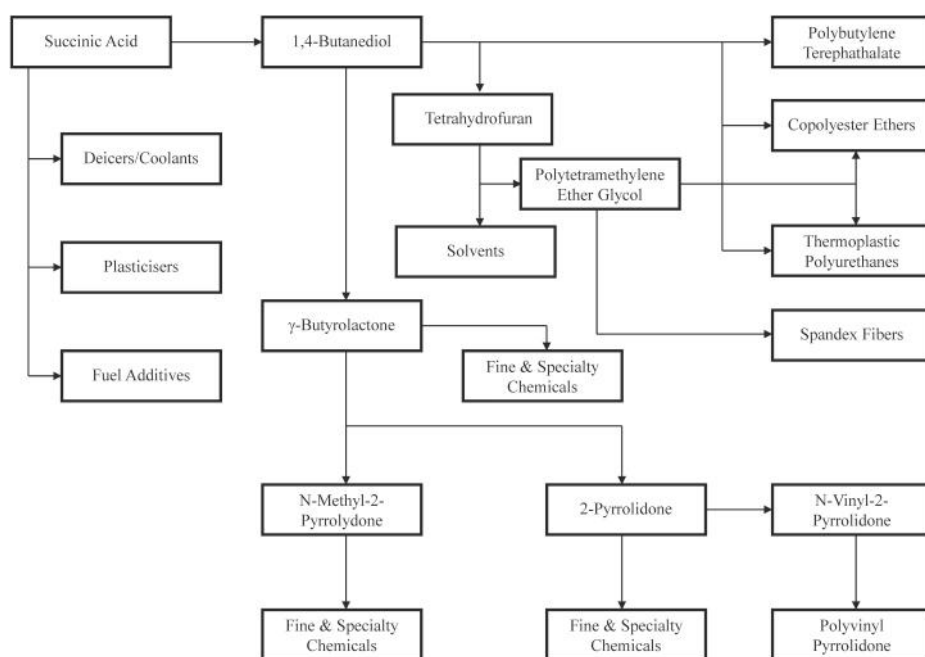 Succinic Acid
1,4-Butanediol
Polybutylene
Terephathalate
Tetrahydrofuran
Copolyester Ethers
Deicers/Coolants
Polytetramethylene
Ether Glycol
Solvents
Thermoplastic
Polyurethanes
Plasticisers
γ-Butyrolactone
Spandex Fibers
Fuel Additives
Fine & Specialty
Chemicals
N-Methyl-2-
Pyrrolydone
2-Pyrrolidone
N-Vinyl-2-
Pyrrolidone
Fine & Specialty
Chemicals
Fine & Specialty
Chemicals
Polyvinyl
Pyrrolidone